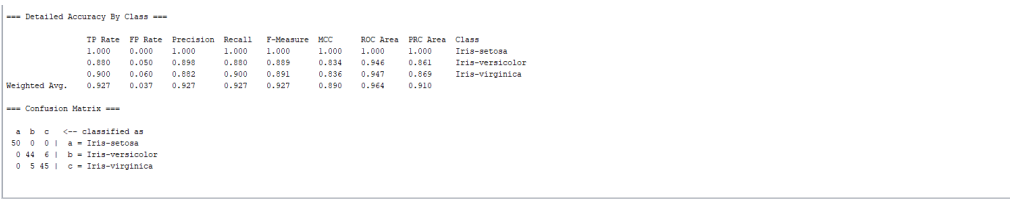 === Detailed Accuracy By Class ===
TP Rate FP Rate Precision Recall F-Measure MCC ROC Area PRC Area Class
1.000 0.000 1.000 1.000 1.000 1.000 1.000 1.000 Iris-setosa
0.880 0.050 0.898 0.880 0.889 0.834 0.946 0.861 Iris-versicolor
0.900 0.060 0.882 0.900 0.891 0.836 0.947 0.869 Iris-virginica
Weighted Avg. 0.927 0.037 0.927 0.927 0.927 0.890 0.964 0.910
=== Confusion Matrix ===
a b c <-- classified as
50 0 0 | a = Iris-setosa
0 44 6 | b = Iris-versicolor
0 5 45 | c = Iris-virginica